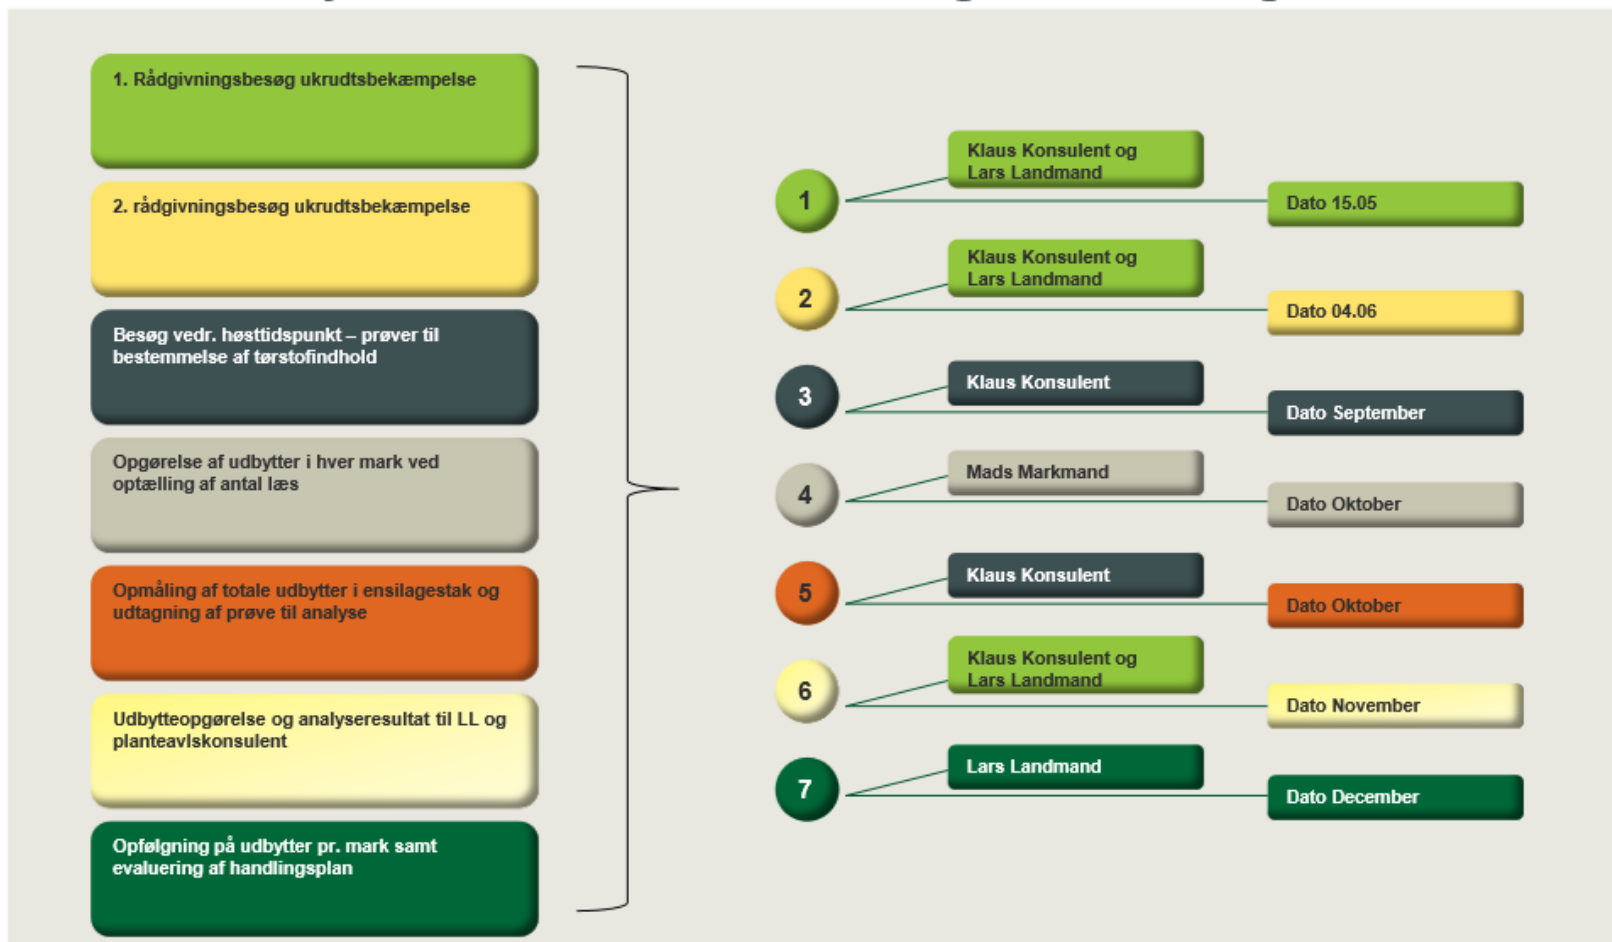 1. Rådgivningsbesøg ukrudtsbekæmpelse
2. rådgivningsbesøg ukrudtsbekæmpelse
Besøg vedr. høsttidspunkt – prøver til
bestemmelse af tørstofindhold
Opgørelse af udbytter i hver mark ved
optælling af antal læs
Opmåling af totale udbytter i ensilagestak og
udtagning af prøve til analyse
Udbytteopgørelse og analyseresultat til LL og
planteavlskonsulent
Opfølgning på udbytter pr. mark samt
evaluering af handlingsplan
1
Klaus Konsulent og
Lars Landmand
Dato 15.05
2
Klaus Konsulent og
Lars Landmand
Dato 04.06
3
Klaus Konsulent
Dato September
4
Mads Markmand
Dato Oktober
5
Klaus Konsulent
Dato Oktober
6
Klaus Konsulent og
Lars Landmand
Dato November
7
Lars Landmand
Dato December